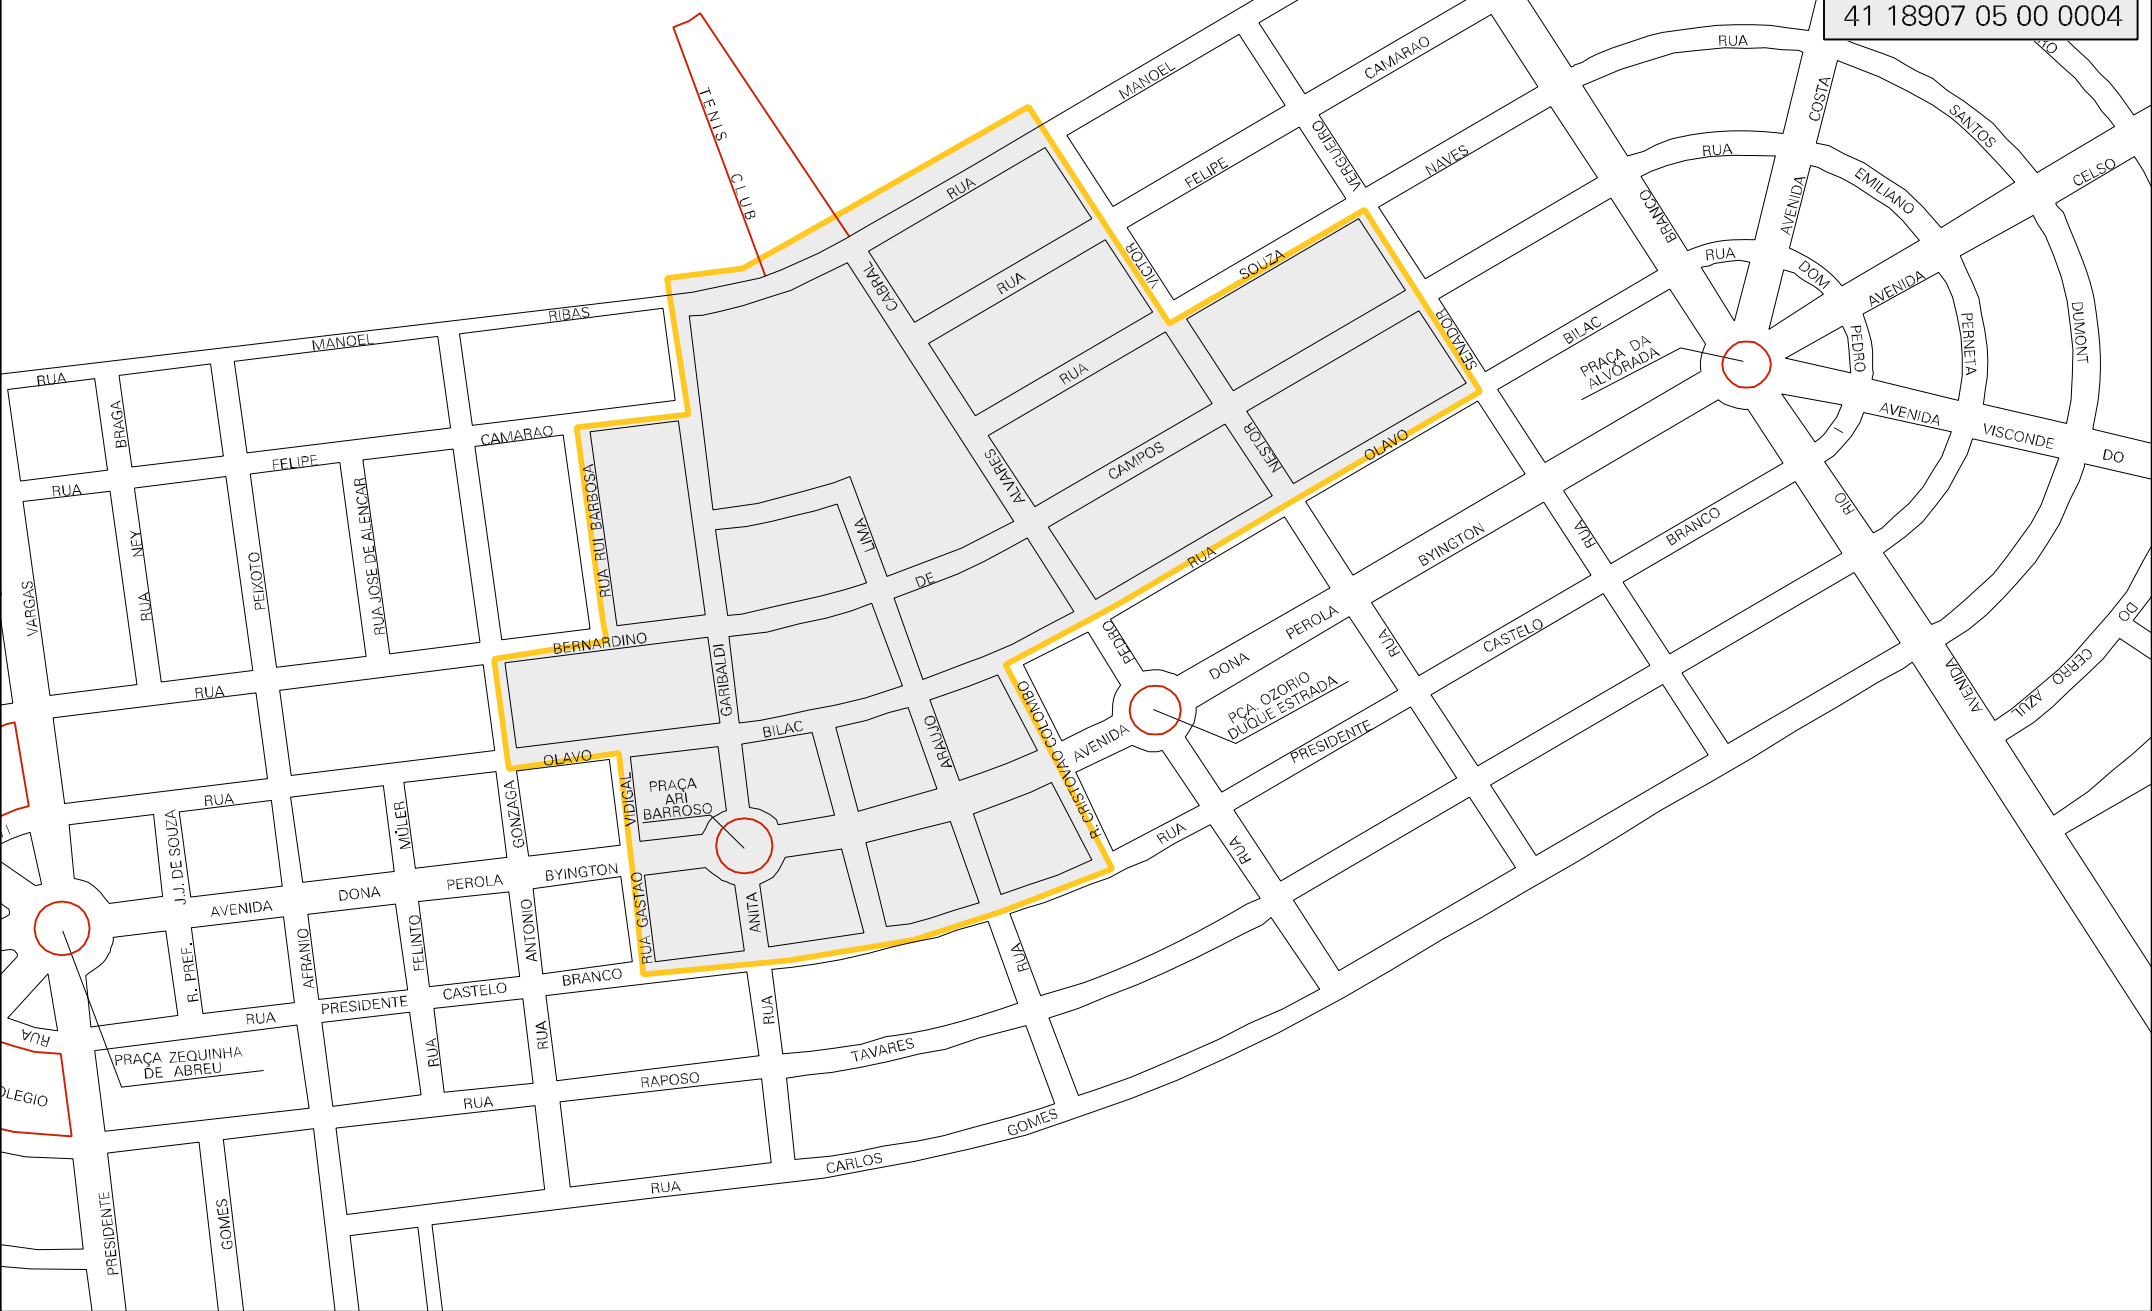 41 18907 05 00 0004
RUA
CAMARAO
MANOEL
COSTA
SANTOS
TENIS CLUB
VERGUEIRO
RUA
NAVES
FELIPE
CELSO
RUA
CABRAL
RUA
VICTOR
SOUZA
BRANCO
AVENIDA
EMILIANO
RUA
DOM
AVENIDA
RIBAS
MANOEL
RUA
SENADOR
BILAC
PRAÇA DA
ALVORADA
PEDRO
PERNETA
DUMONT
RUA
BRAGA
CAMARAO
FELIPE
RUA
CAMPOS
ALVARES
NESTOR
OLAVO
AVENIDA
VISCONDE
DO
RUA RUI BARBOSA
RUA JOSE DE ALENCAR
NEY
RUA
PEIXOTO
VARGAS
LIMA
DE
RUA
BYINGTON
RUA
BRANCO
RIO
I
BERNARDINO
RUA
GARIBALDI
PEDRO
DONA
PEROLA
RUA
CASTELO
DO
CERRO
AZUL
AVENIDA
PÇA. OZORIO
DUQUE ESTRADA
R. CRISTOVAO COLOMBO
AVENIDA
PRESIDENTE
OLAVO
BILAC
ARAUJO
PRAÇA
ARI
BARROSO
VIDIGAL
RUA GASTAO
RUA
J.J. DE SOUZA
R. PREF.
MÜLER
FELINTO
GONZAGA
ANTONIO
BYINGTON
PEROLA
DONA
AVENIDA
AFRANIO
ANITA
RUA
RUA
RUA
BRANCO
CASTELO
PRESIDENTE
RUA
RUA
PRAÇA ZEQUINHA
DE ABREU
RUA
RUA
RUA
TAVARES
RAPOSO
RUA
OLEGIO
GOMES
CARLOS
RUA
PRESIDENTE
GOMES